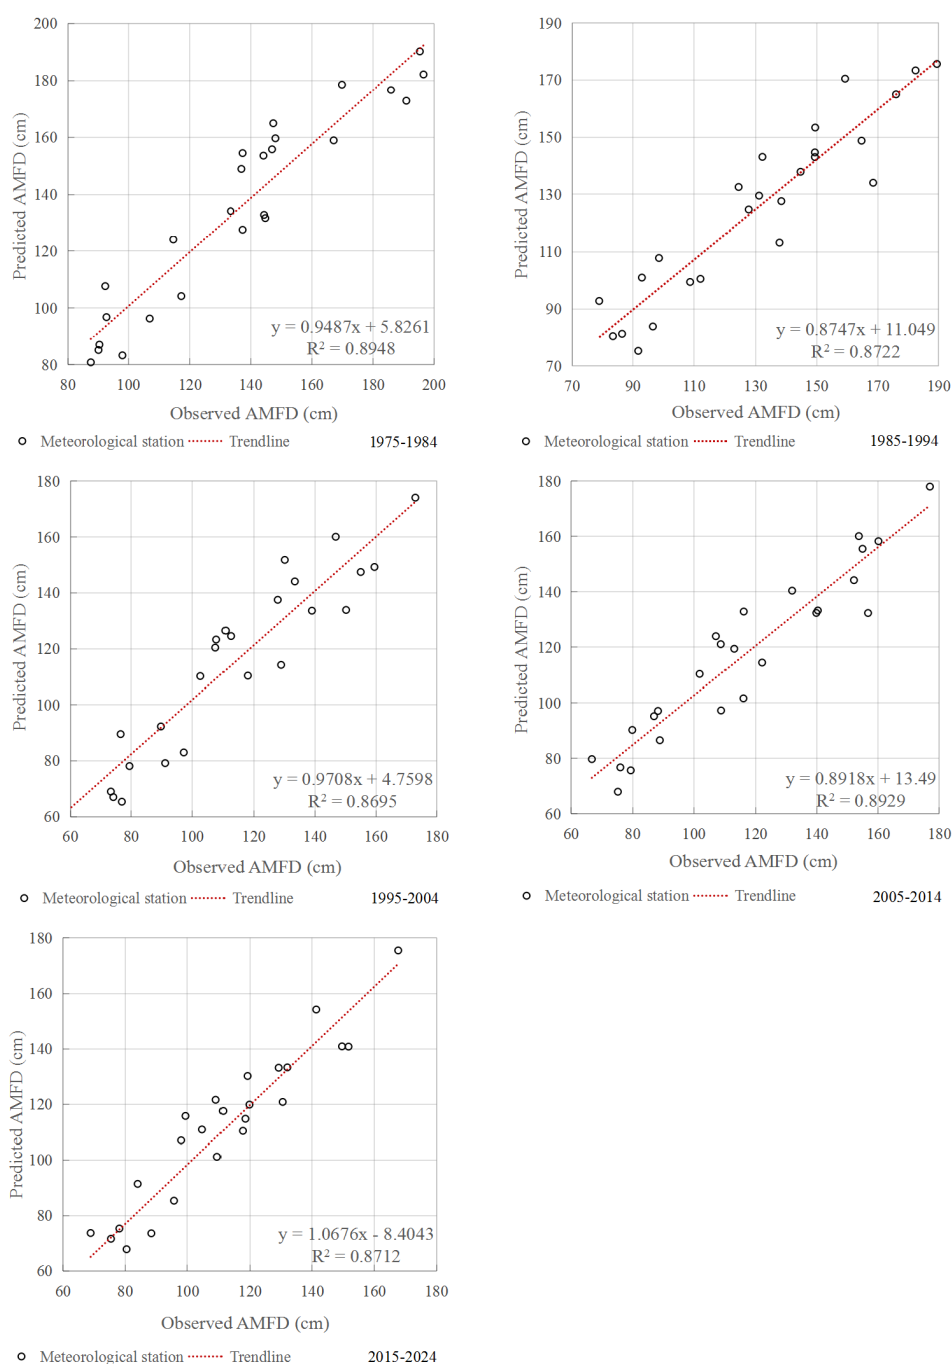 200
180
160
140
120
100
80
Predicted AMFD (cm)
y = 0.9487x + 5.8261
R² = 0.8948
80 100 120 140 160 180 200
Observed AMFD (cm)
Meteorological station Trendline 1975-1984
190
170
150
130
110
90
70
Predicted AMFD (cm)
y = 0.8747x + 11.049
R² = 0.8722
70 90 110 130 150 170 190
Observed AMFD (cm)
Meteorological station Trendline 1985-1994
180
160
140
120
100
80
60
Predicted AMFD (cm)
y = 0.9708x + 4.7598
R² = 0.8695
60 80 100 120 140 160 180
Observed AMFD (cm)
Meteorological station Trendline 1995-2004
180
160
140
120
100
80
60
Predicted AMFD (cm)
y = 0.8918x + 13.49
R² = 0.8929
60 80 100 120 140 160 180
Observed AMFD (cm)
Meteorological station Trendline 2005-2014
180
160
140
120
100
80
60
Predicted AMFD (cm)
y = 1.0676x - 8.4043
R² = 0.8712
60 80 100 120 140 160 180
Observed AMFD (cm)
Meteorological station Trendline 2015-2024